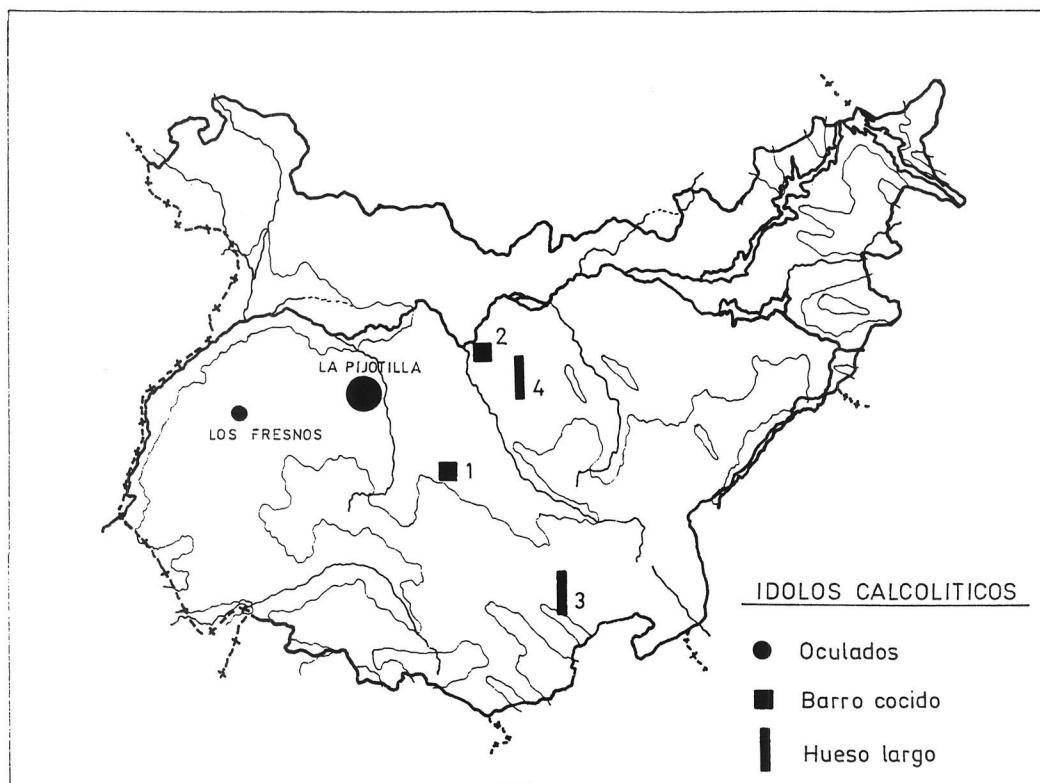 2
LA PIJOTILLA
4
LOS FRESNOS
1
3
IDOLOS CALCOLITICOS
Oculados
Barro cocido
Hueso largo